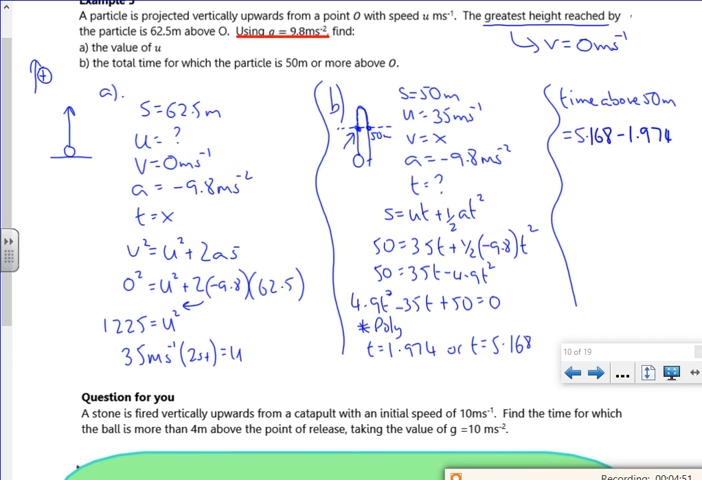 A particle is projected vertically upwards from a point O with speed u ms⁻¹. The greatest height reached by
the particle is 62.5m above O. Using g = 9.8ms⁻², find:
a) the value of u
b) the total time for which the particle is 50m or more above O.
↳ v=0ms⁻¹
a).
s=62.5m
u=?
v=0ms⁻¹
a=-9.8ms⁻²
t=x
v²=u²+2as
0²=u²+2(-9.8)(62.5)
1225=u²
35ms⁻¹(2sf)=u
b)
50m
s=50m
u=35ms⁻¹
v=x
a=-9.8ms⁻²
t=?
s=ut+½at²
50=35t+½(-9.8)t²
50=35t-4.9t²
4.9t²-35t+50=0
*Poly
t=1.974 or t=5.168
time above 50m
=5.168-1.974
10 of 19
Question for you
A stone is fired vertically upwards from a catapult with an initial speed of 10ms⁻¹. Find the time for which
the ball is more than 4m above the point of release, taking the value of g =10 ms⁻².
Recording: 00:04:51